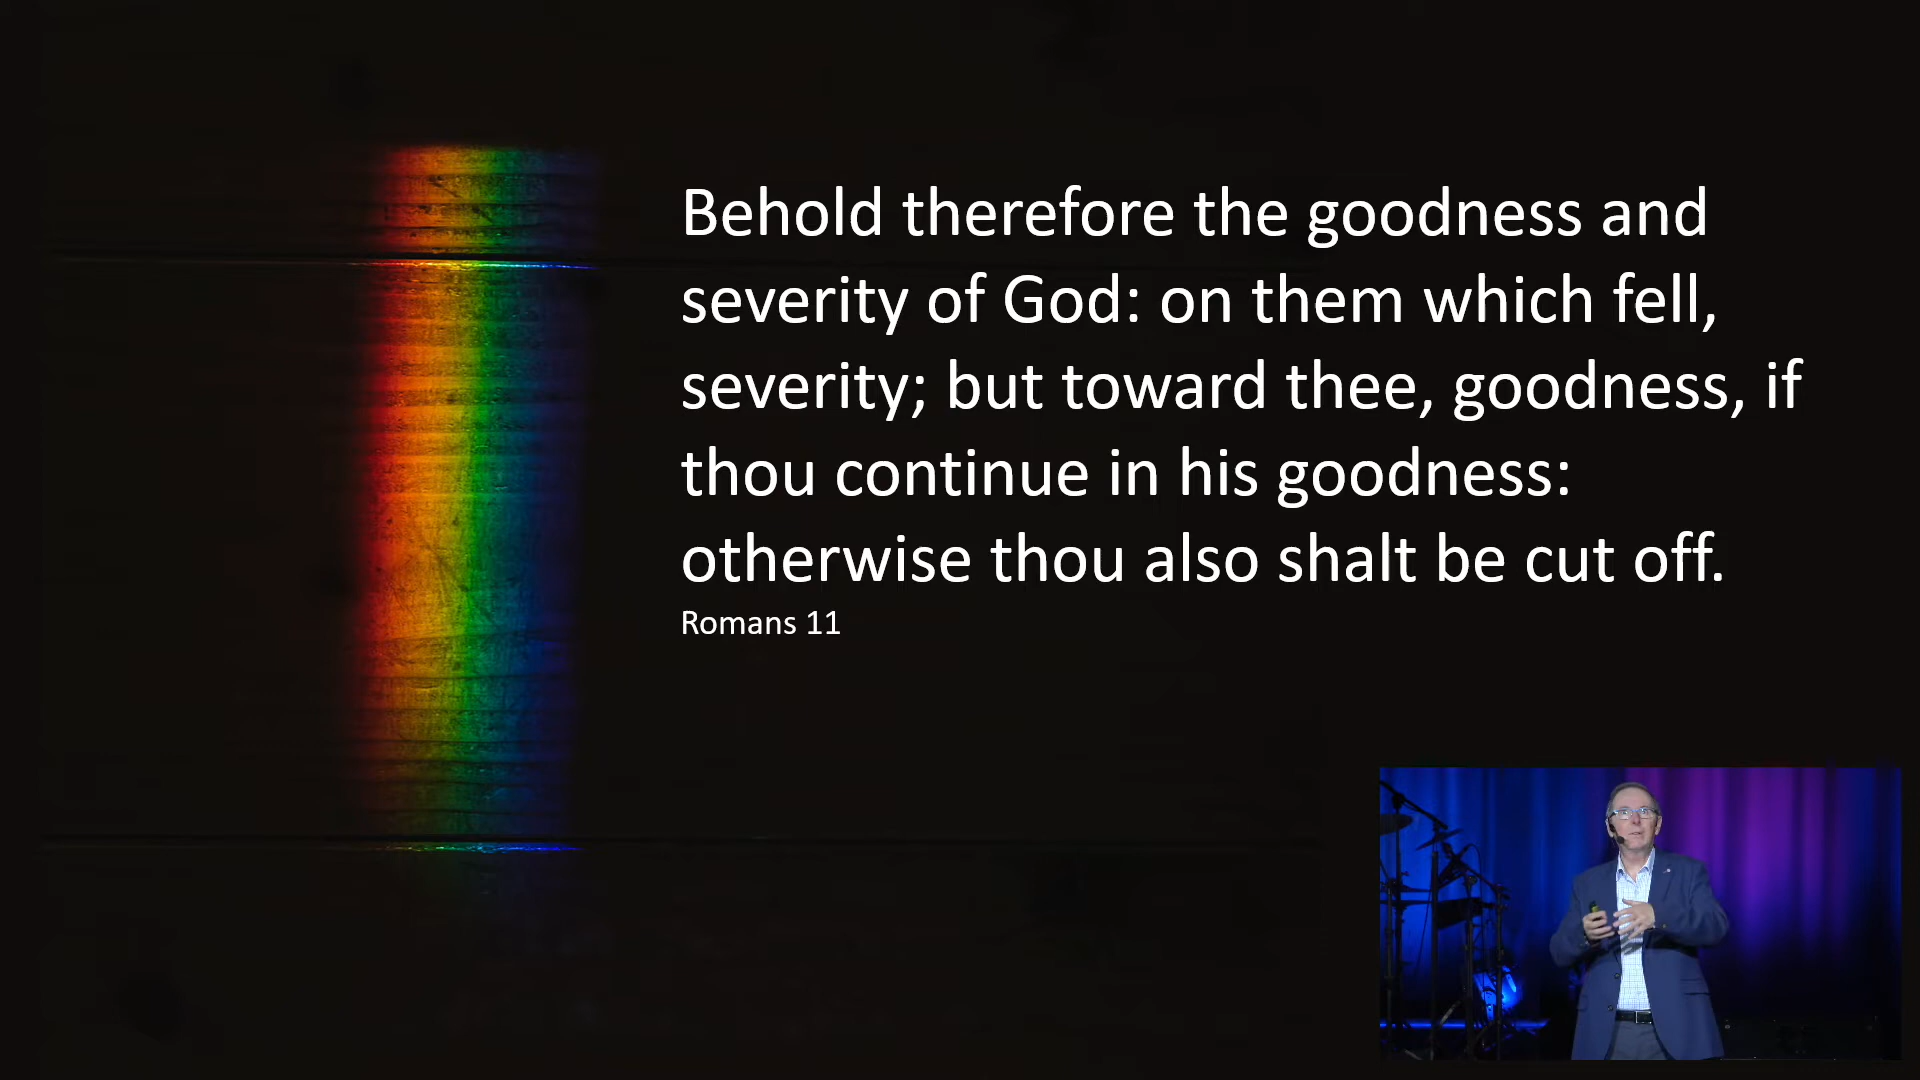 Behold therefore the goodness and
severity of God: on them which fell,
severity; but toward thee, goodness, if
thou continue in his goodness:
otherwise thou also shalt be cut off.
Romans 11